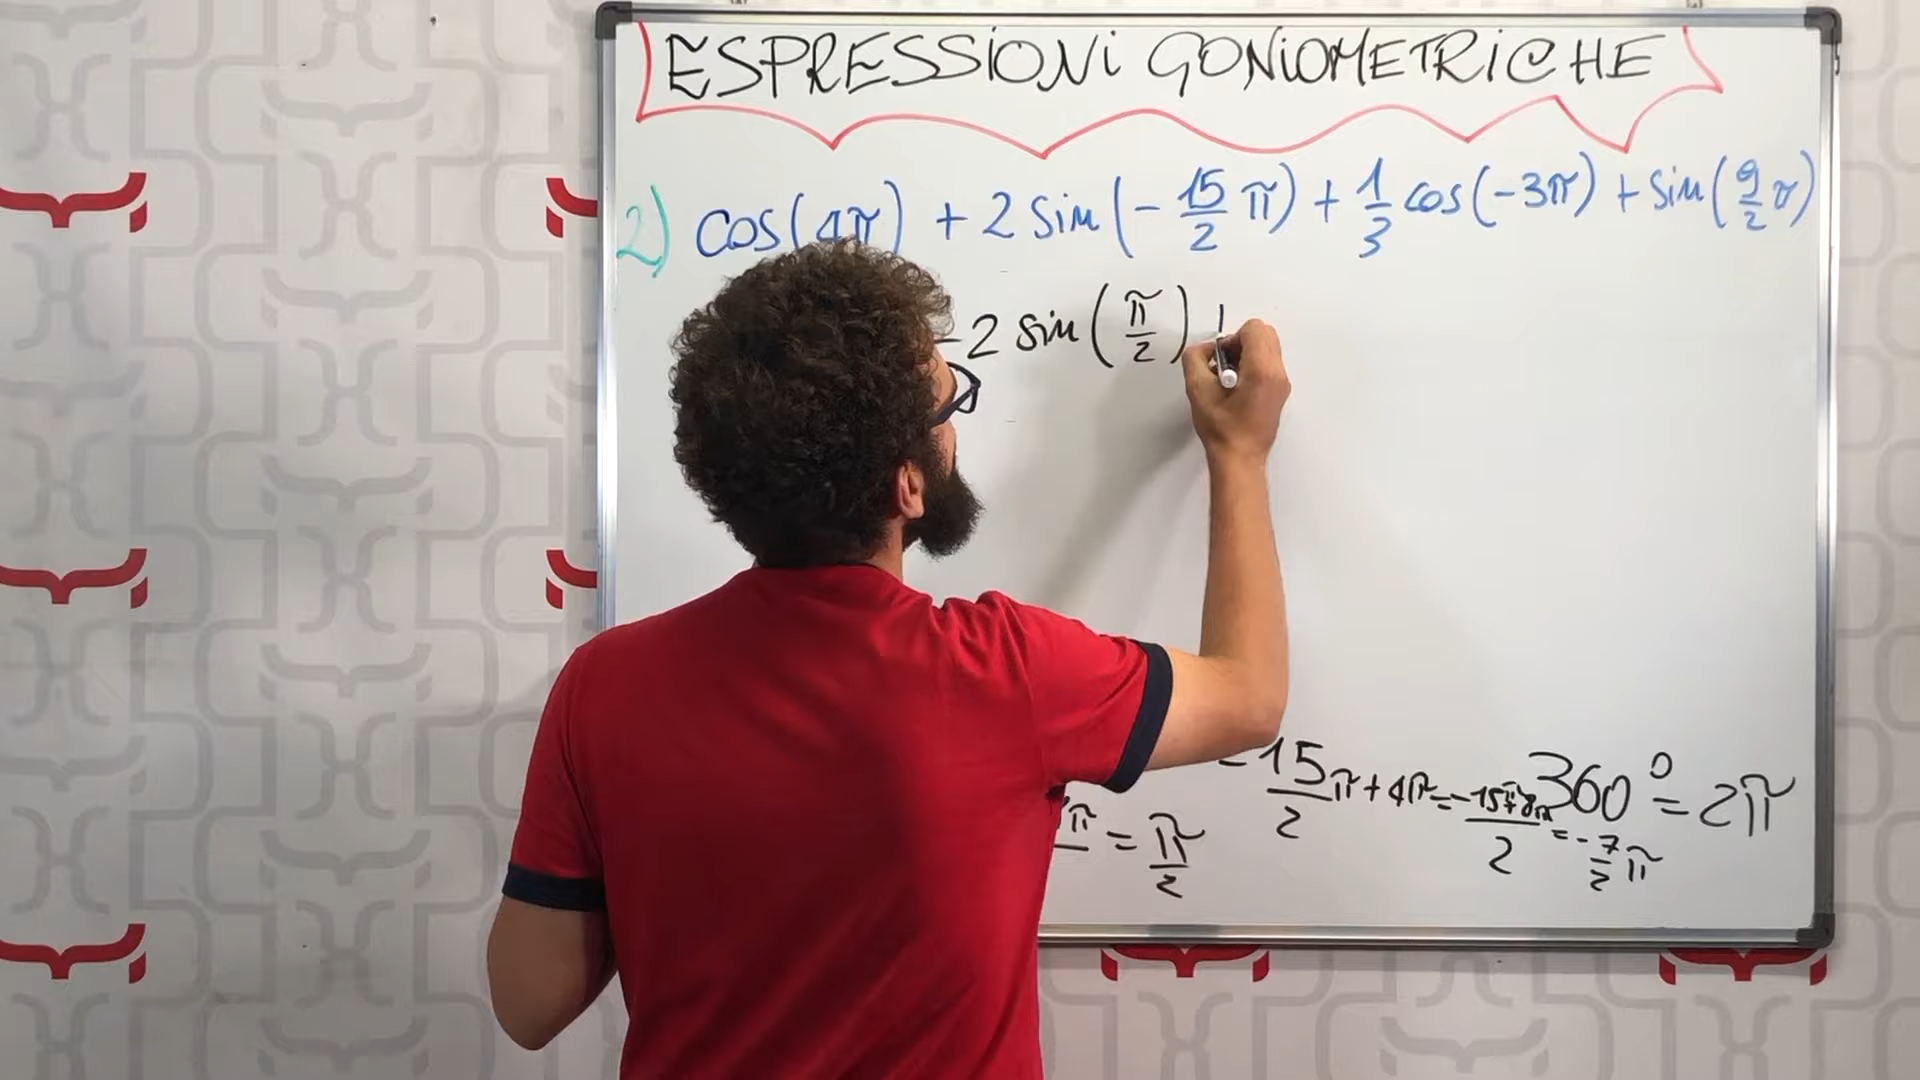 ESPRESSIONI GONIOMETRICHE
2) cos(4π) + 2 sin(-15/2 π) + 1/3 cos(-3π) + sin(9/2 π)
2 sin(π/2)
-15/2 π + 4π = -15π+8π/2 = -7/2 π
360° = 2π
π = π/2